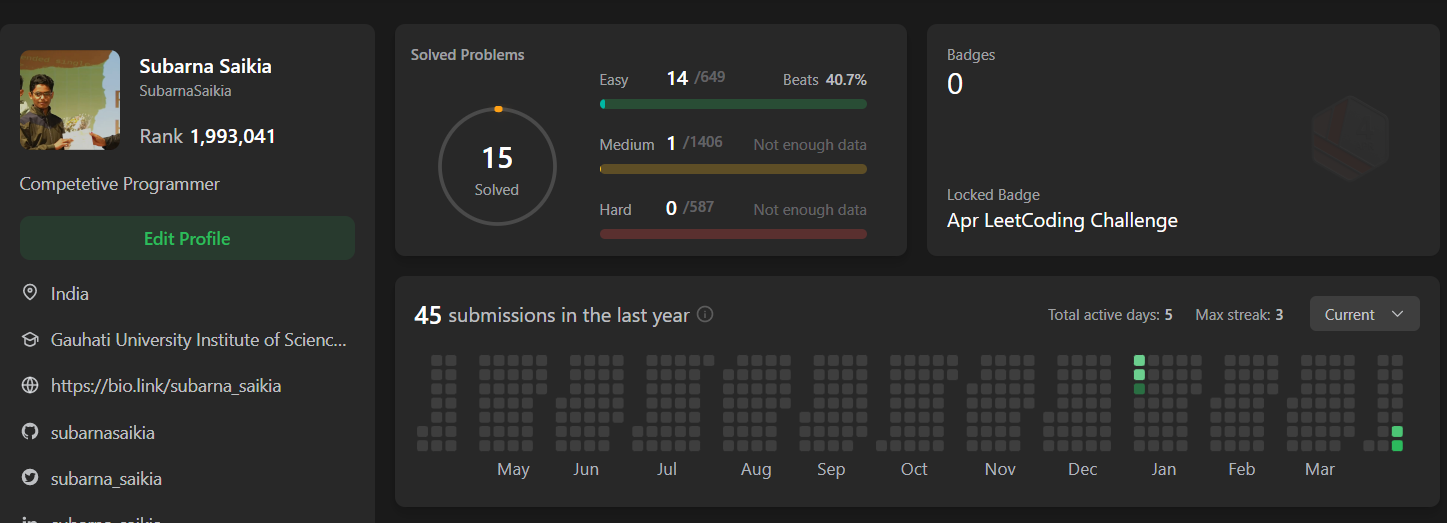 Subarna Saikia
SubarnaSaikia
Rank 1,993,041
Competetive Programmer
Edit Profile
India
Gauhati University Institute of Scienc...
https://bio.link/subarna_saikia
subarnasaikia
subarna_saikia
Solved Problems
15
Solved
Easy 14 /649 Beats 40.7%
Medium 1 /1406 Not enough data
Hard 0 /587 Not enough data
Badges
0
Locked Badge
Apr LeetCoding Challenge
45 submissions in the last year Total active days: 5 Max streak: 3 Current
May Jun Jul Aug Sep Oct Nov Dec Jan Feb Mar